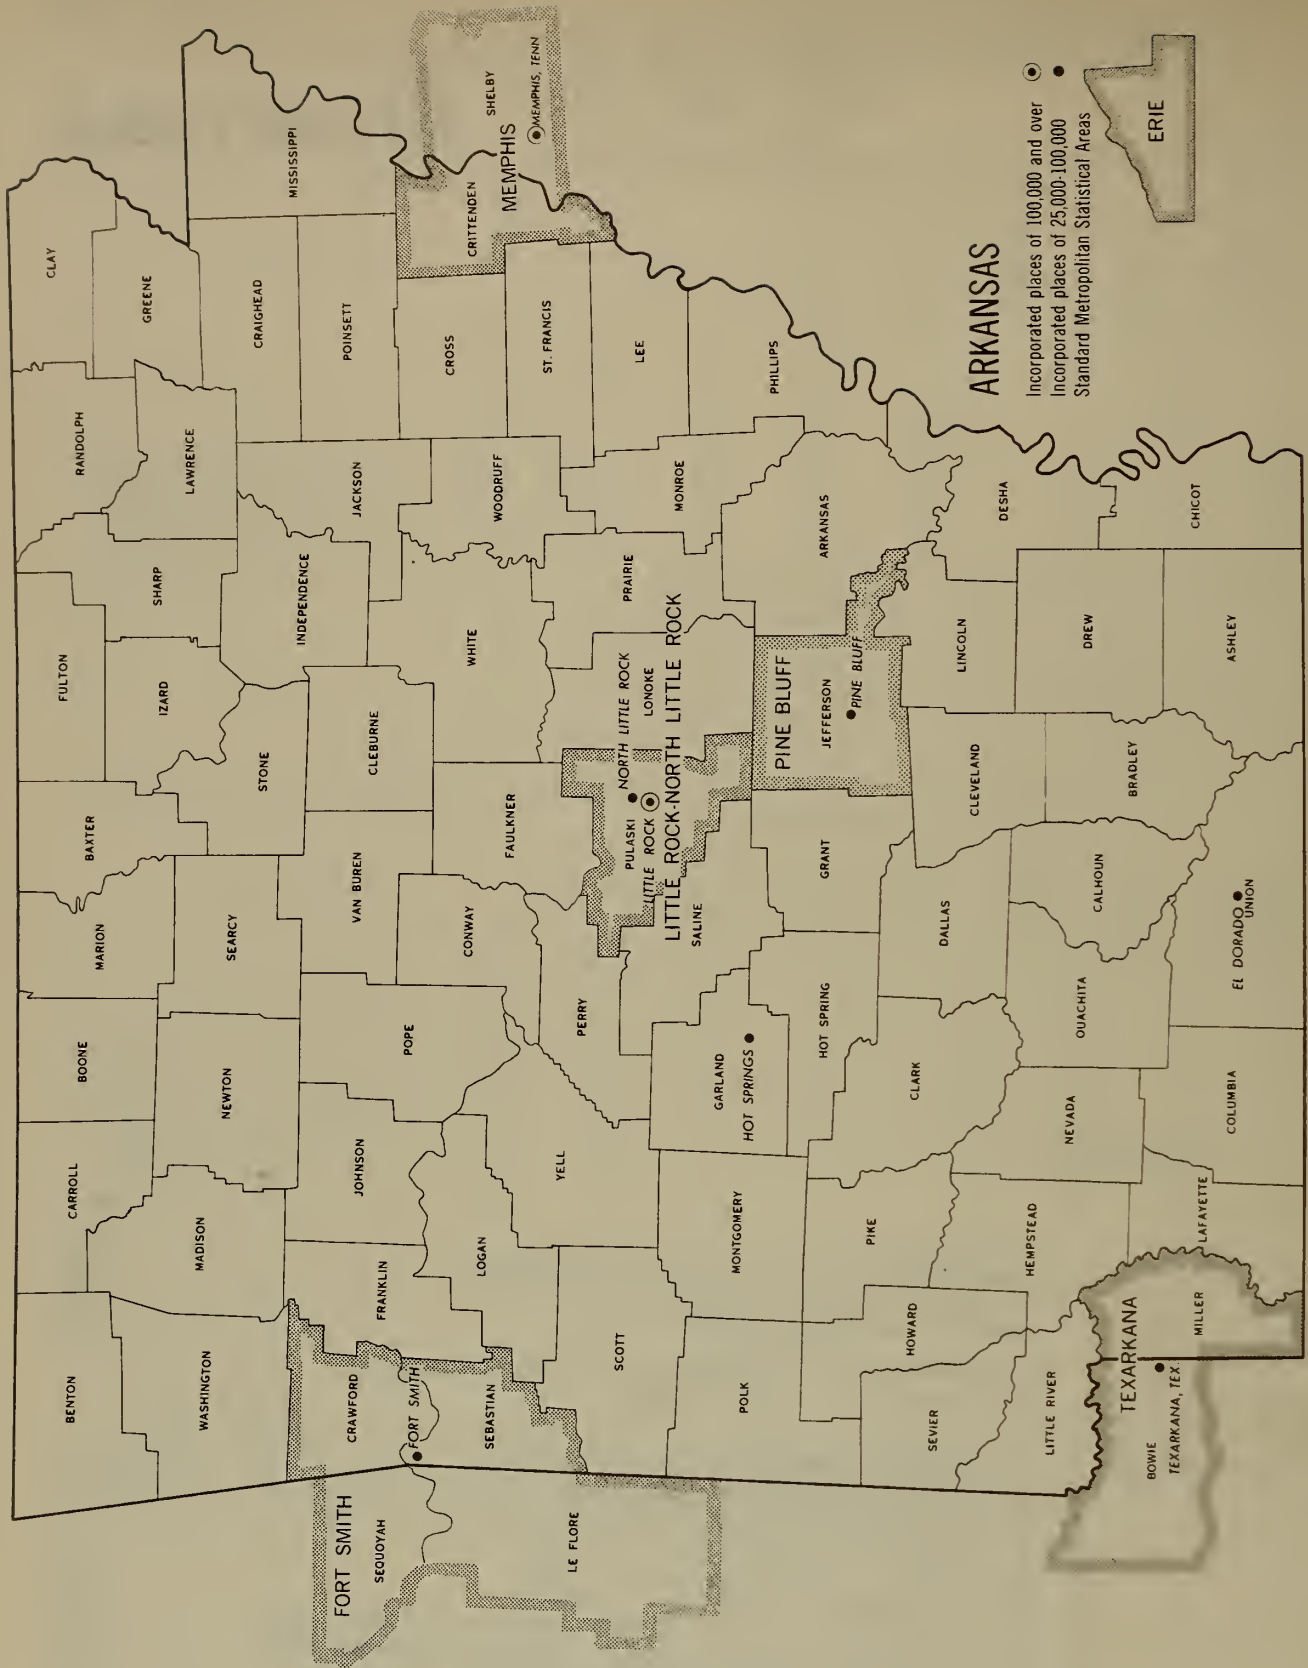 ARKANSAS
Incorporated places of 100,000 and over
Incorporated places of 25,000-100,000
Standard Metropolitan Statistical Areas
ERIE
BENTON
CARROLL
BOONE
MARION
BAXTER
FULTON
RANDOLPH
CLAY
WASHINGTON
MADISON
NEWTON
SEARCY
STONE
IZARD
SHARP
LAWRENCE
GREENE
MISSISSIPPI
CRAIGHEAD
INDEPENDENCE
JACKSON
POINSETT
CLEBURNE
VAN BUREN
POPE
JOHNSON
FRANKLIN
CRAWFORD
FORT SMITH
SEQUOYAH
FORT SMITH
SEBASTIAN
LOGAN
CONWAY
FAULKNER
WHITE
WOODRUFF
CROSS
CRITTENDEN
MEMPHIS
SHELBY
MEMPHIS, TENN
ST. FRANCIS
LE FLORE
SCOTT
YELL
PERRY
PULASKI
NORTH LITTLE ROCK
LITTLE ROCK
LITTLE ROCK-NORTH LITTLE ROCK
LONOKE
PRAIRIE
MONROE
LEE
PHILLIPS
SALINE
GARLAND
HOT SPRINGS
MONTGOMERY
POLK
PIKE
HOT SPRING
GRANT
PINE BLUFF
JEFFERSON
PINE BLUFF
ARKANSAS
SEVIER
HOWARD
CLARK
DALLAS
CLEVELAND
LINCOLN
DESHA
LITTLE RIVER
HEMPSTEAD
NEVADA
OUACHITA
CALHOUN
BRADLEY
DREW
CHICOT
TEXARKANA
BOWIE
TEXARKANA, TEX.
MILLER
LAFAYETTE
COLUMBIA
EL DORADO
UNION
ASHLEY